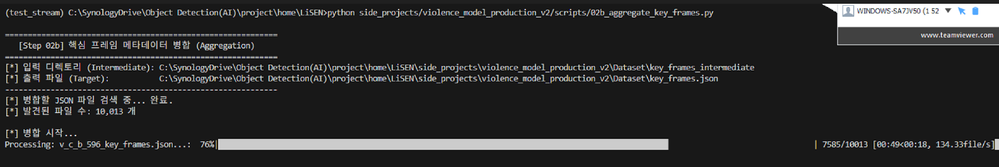 (test_stream) C:\SynologyDrive\Object Detection(AI)\project\home\LiSEN>python side_projects/violence_model_production_v2/scripts/02b_aggregate_key_frames.py
WINDOWS-SA7JV50 (1 52
www.teamviewer.com
============================================================
[Step 02b] 핵심 프레임 메타데이터 병합 (Aggregation)
============================================================
[*] 입력 디렉토리 (Intermediate): C:\SynologyDrive\Object Detection(AI)\project\home\LiSEN\side_projects\violence_model_production_v2\Dataset\key_frames_intermediate
[*] 출력 파일 (Target): C:\SynologyDrive\Object Detection(AI)\project\home\LiSEN\side_projects\violence_model_production_v2\Dataset\key_frames.json
------------------------------------------------------------
[*] 병합할 JSON 파일 검색 중... 완료.
[*] 발견된 파일 수: 10,013 개
[*] 병합 시작...
Processing: v_c_b_596_key_frames.json...: 76%| | 7585/10013 [00:49<00:18, 134.33file/s]